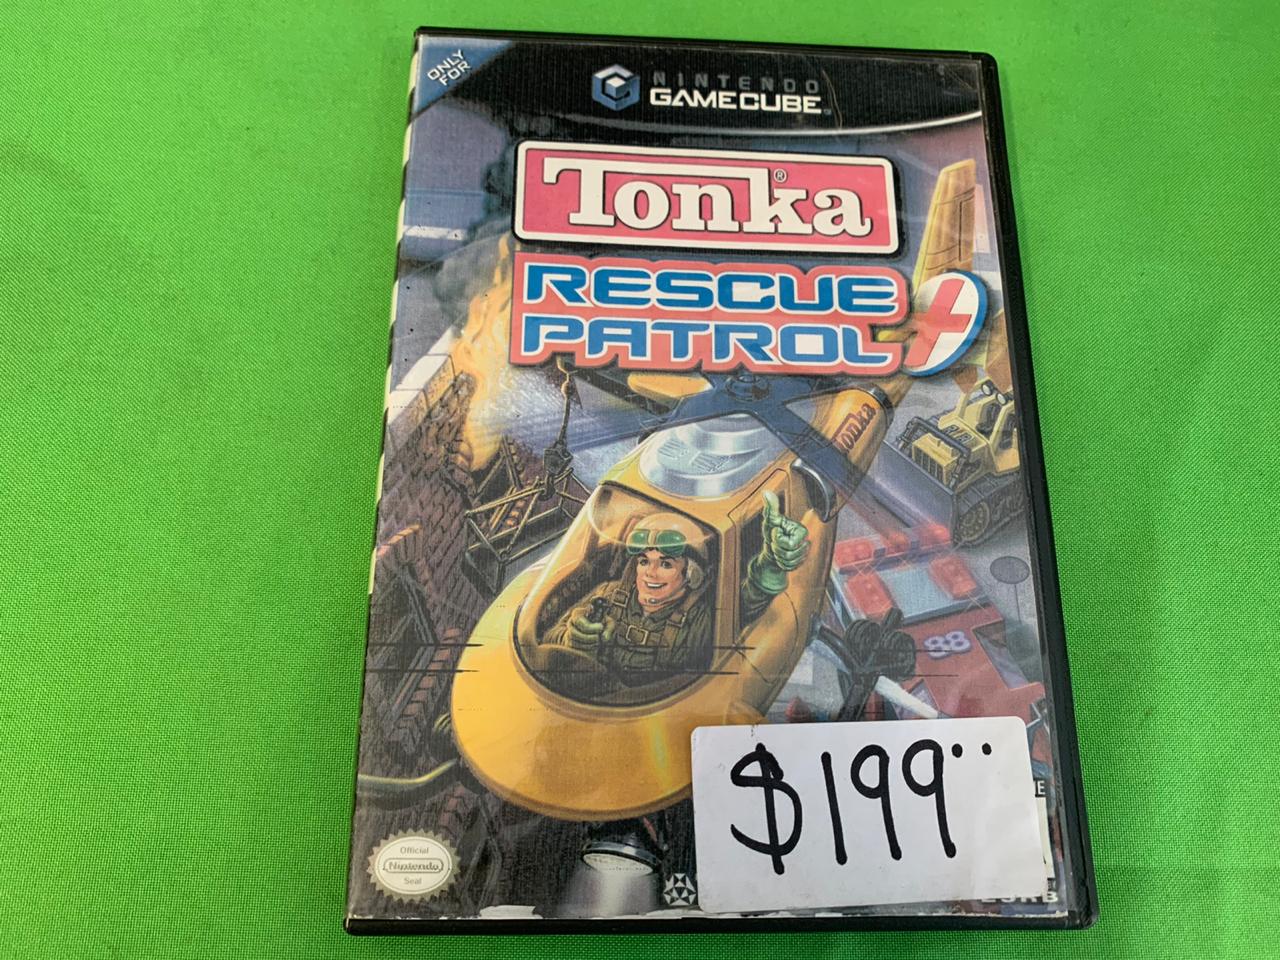 ONLY
FOR
NINTENDO
GAMECUBE
Tonka®
RESCUE
PATROL
Tonka
88
$199..
Official
Nintendo
Seal